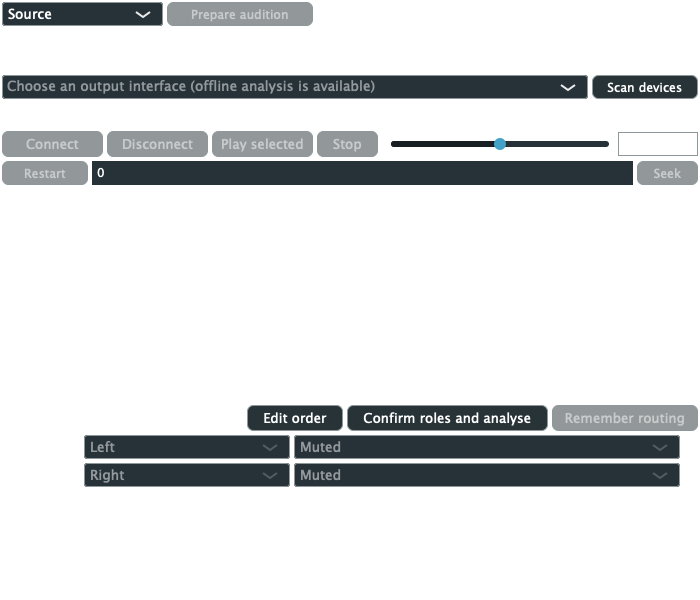 Source Prepare audition
Choose an output interface (offline analysis is available) Scan devices
Connect Disconnect Play selected Stop
Restart 0 Seek
Edit order Confirm roles and analyse Remember routing
Left Muted
Right Muted